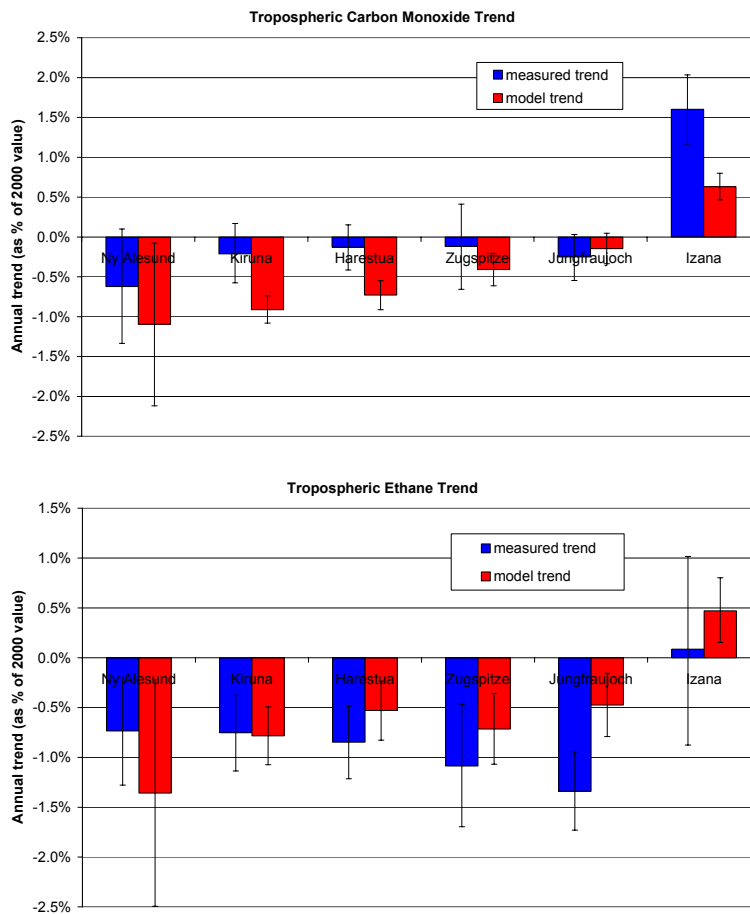 Tropospheric Carbon Monoxide Trend
Annual trend (as % of 2000 value)
2.5%
2.0%
1.5%
1.0%
0.5%
0.0%
-0.5%
-1.0%
-1.5%
-2.0%
-2.5%
measured trend
model trend
Ny Alesund Kiruna Harestua Zugspitze Jungfraujoch Izana
Tropospheric Ethane Trend
Annual trend (as % of 2000 value)
1.5%
1.0%
0.5%
0.0%
-0.5%
-1.0%
-1.5%
-2.0%
-2.5%
measured trend
model trend
Ny Alesund Kiruna Harestua Zugspitze Jungfraujoch Izana